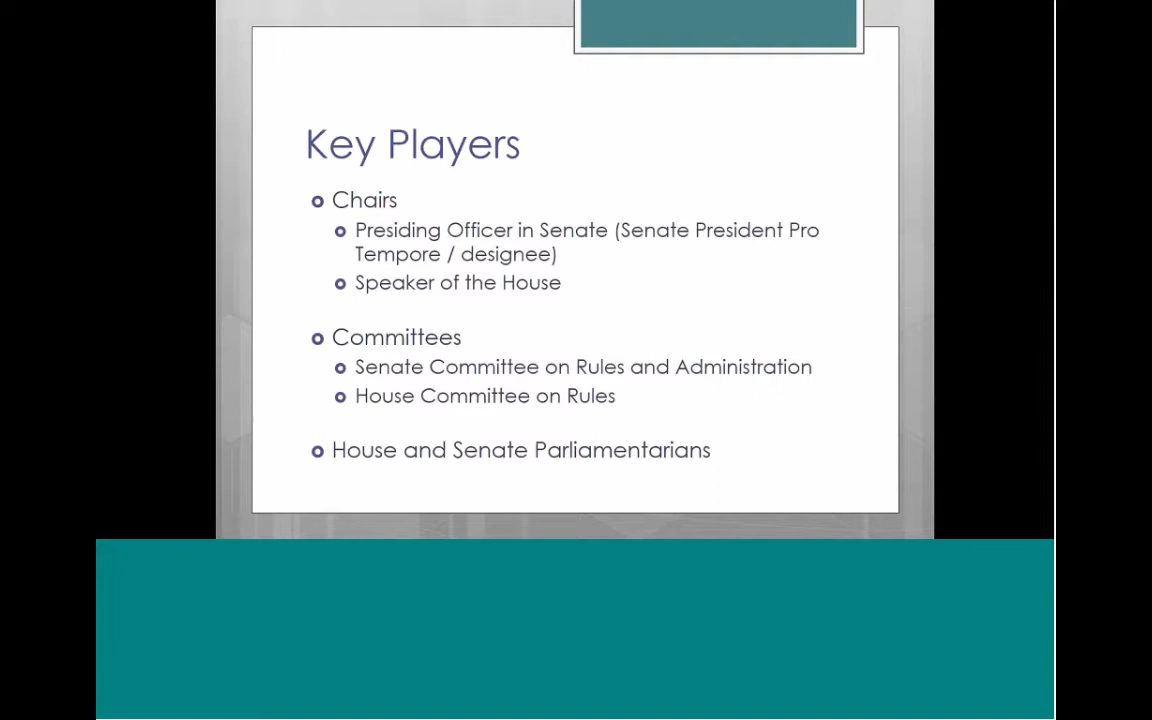 Key Players
Chairs
Presiding Officer in Senate (Senate President Pro
Tempore / designee)
Speaker of the House
Committees
Senate Committee on Rules and Administration
House Committee on Rules
House and Senate Parliamentarians